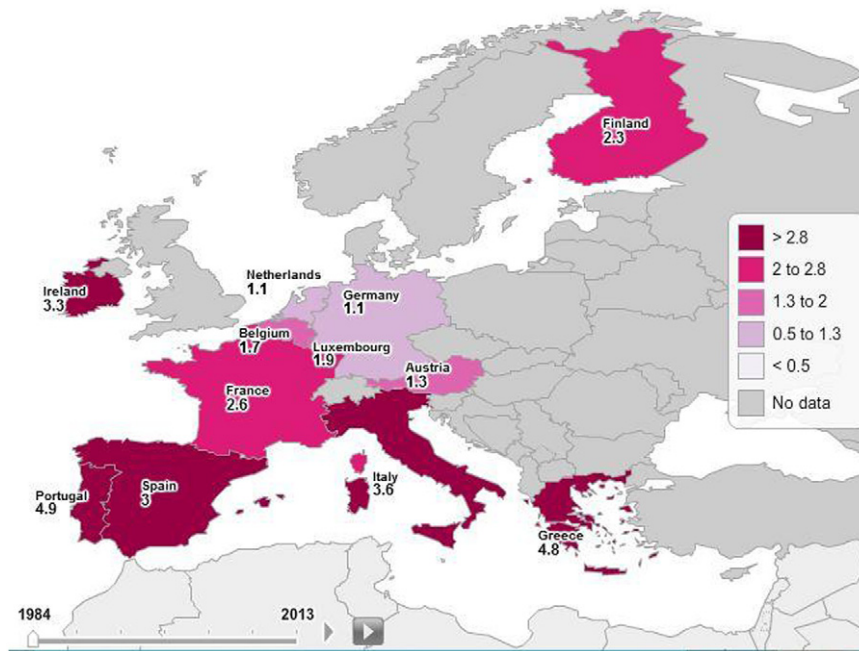 Finland
2.3
Ireland
3.3
Netherlands
1.1
Germany
1.1
Belgium
1.7
Luxembourg
1.9
Austria
1.3
France
2.6
Portugal
4.9
Spain
3
Italy
3.6
Greece
4.8
> 2.8
2 to 2.8
1.3 to 2
0.5 to 1.3
< 0.5
No data
1984
2013